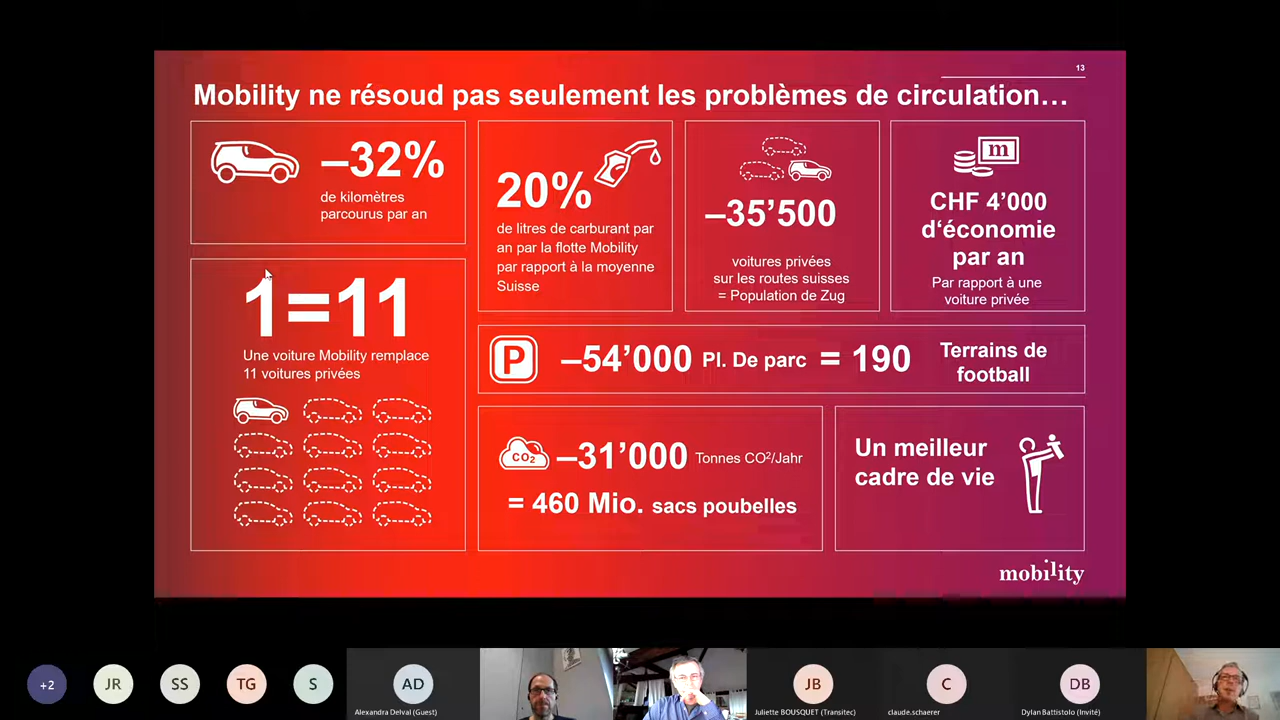 13
Mobility ne résoud pas seulement les problèmes de circulation…
–32%
de kilomètres
parcourus par an
20%
de litres de carburant par
an par la flotte Mobility
par rapport à la moyenne
Suisse
–35’500
voitures privées
sur les routes suisses
= Population de Zug
m
CHF 4’000
d‘économie
par an
Par rapport à une
voiture privée
1=11
Une voiture Mobility remplace
11 voitures privées
P
–54’000 Pl. De parc = 190
Terrains de
football
CO2
–31’000 Tonnes CO²/Jahr
= 460 Mio. sacs poubelles
Un meilleur
cadre de vie
mobility
+2
JR
SS
TG
S
AD
Alexandra Delval (Guest)
JB
Juliette BOUSQUET (Transitec)
C
claude.schaerer
DB
Dylan Battistolo (Invité)